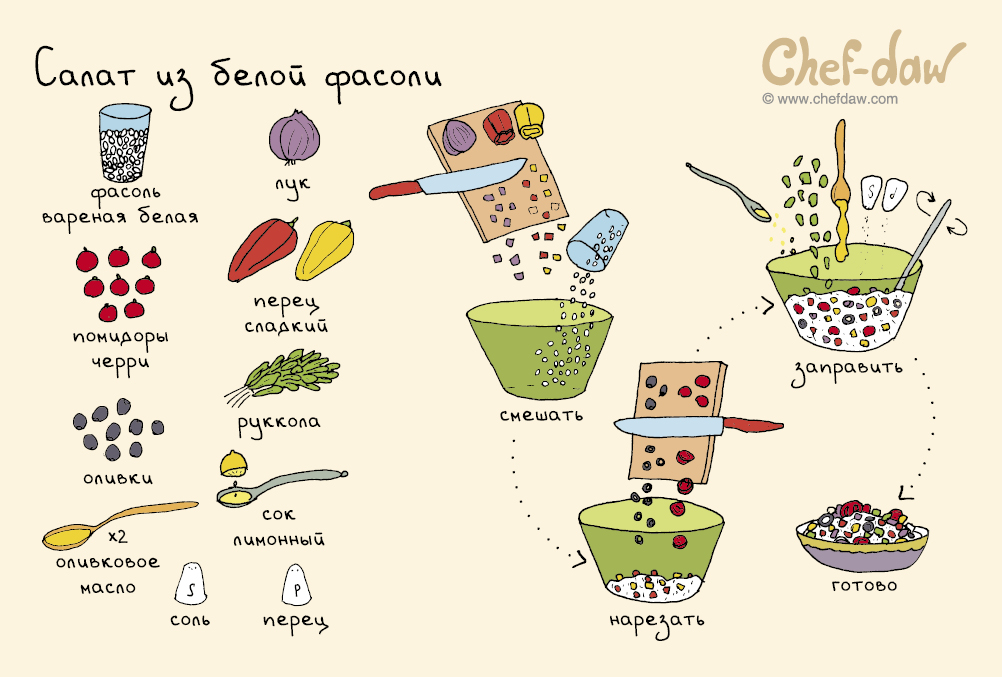 Салат из белой фасоли
Chef-daw
© www.chefdaw.com
фасоль
вареная белая
лук
помидоры
черри
перец
сладкий
оливки
руккола
x2
оливковое
масло
сок
лимонный
S
соль
P
перец
смешать
нарезать
S
P
заправить
готово